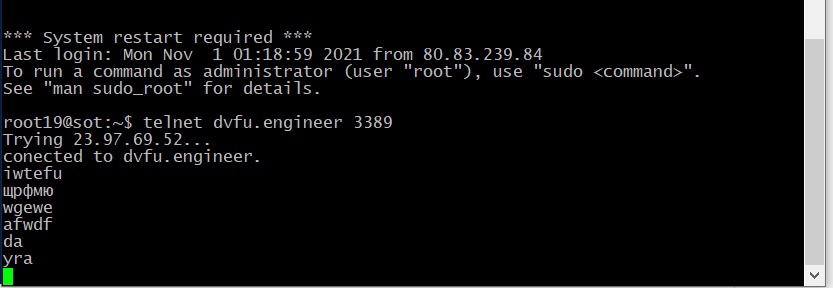 *** System restart required ***
Last login: Mon Nov  1 01:18:59 2021 from 80.83.239.84
To run a command as administrator (user "root"), use "sudo <command>".
See "man sudo_root" for details.
root19@sot:~$ telnet dvfu.engineer 3389
Trying 23.97.69.52...
conected to dvfu.engineer.
iwtefu
щрфмю
wgewe
afwdf
da
yra